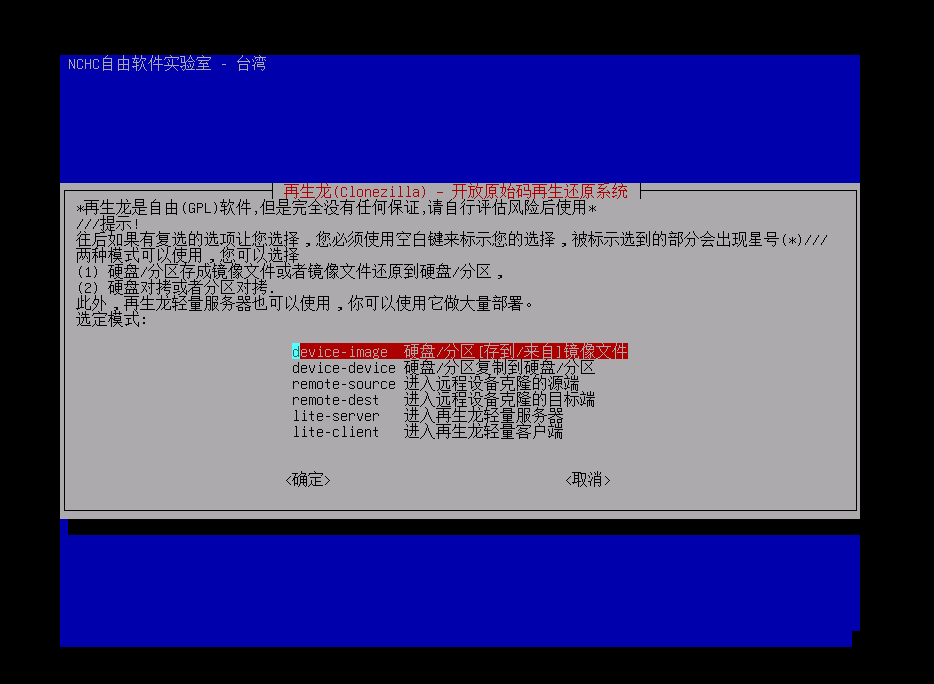 NCHC自由软件实验室 - 台湾
再生龙(Clonezilla) - 开放原始码再生还原系统
*再生龙是自由(GPL)软件,但是完全没有任何保证,请自行评估风险后使用*
///提示!
往后如果有复选的选项让您选择,您必须使用空白键来标示您的选择,被标示选到的部分会出现星号(*)///
两种模式可以使用,您可以选择
(1) 硬盘/分区存成镜像文件或者镜像文件还原到硬盘/分区,
(2) 硬盘对拷或者分区对拷.
此外,再生龙轻量服务器也可以使用,你可以使用它做大量部署。
选定模式:
device-image 硬盘/分区[存到/来自]镜像文件
device-device 硬盘/分区复制到硬盘/分区
remote-source 进入远程设备克隆的源端
remote-dest 进入远程设备克隆的目标端
lite-server 进入再生龙轻量服务器
lite-client 进入再生龙轻量客户端
<确定> <取消>